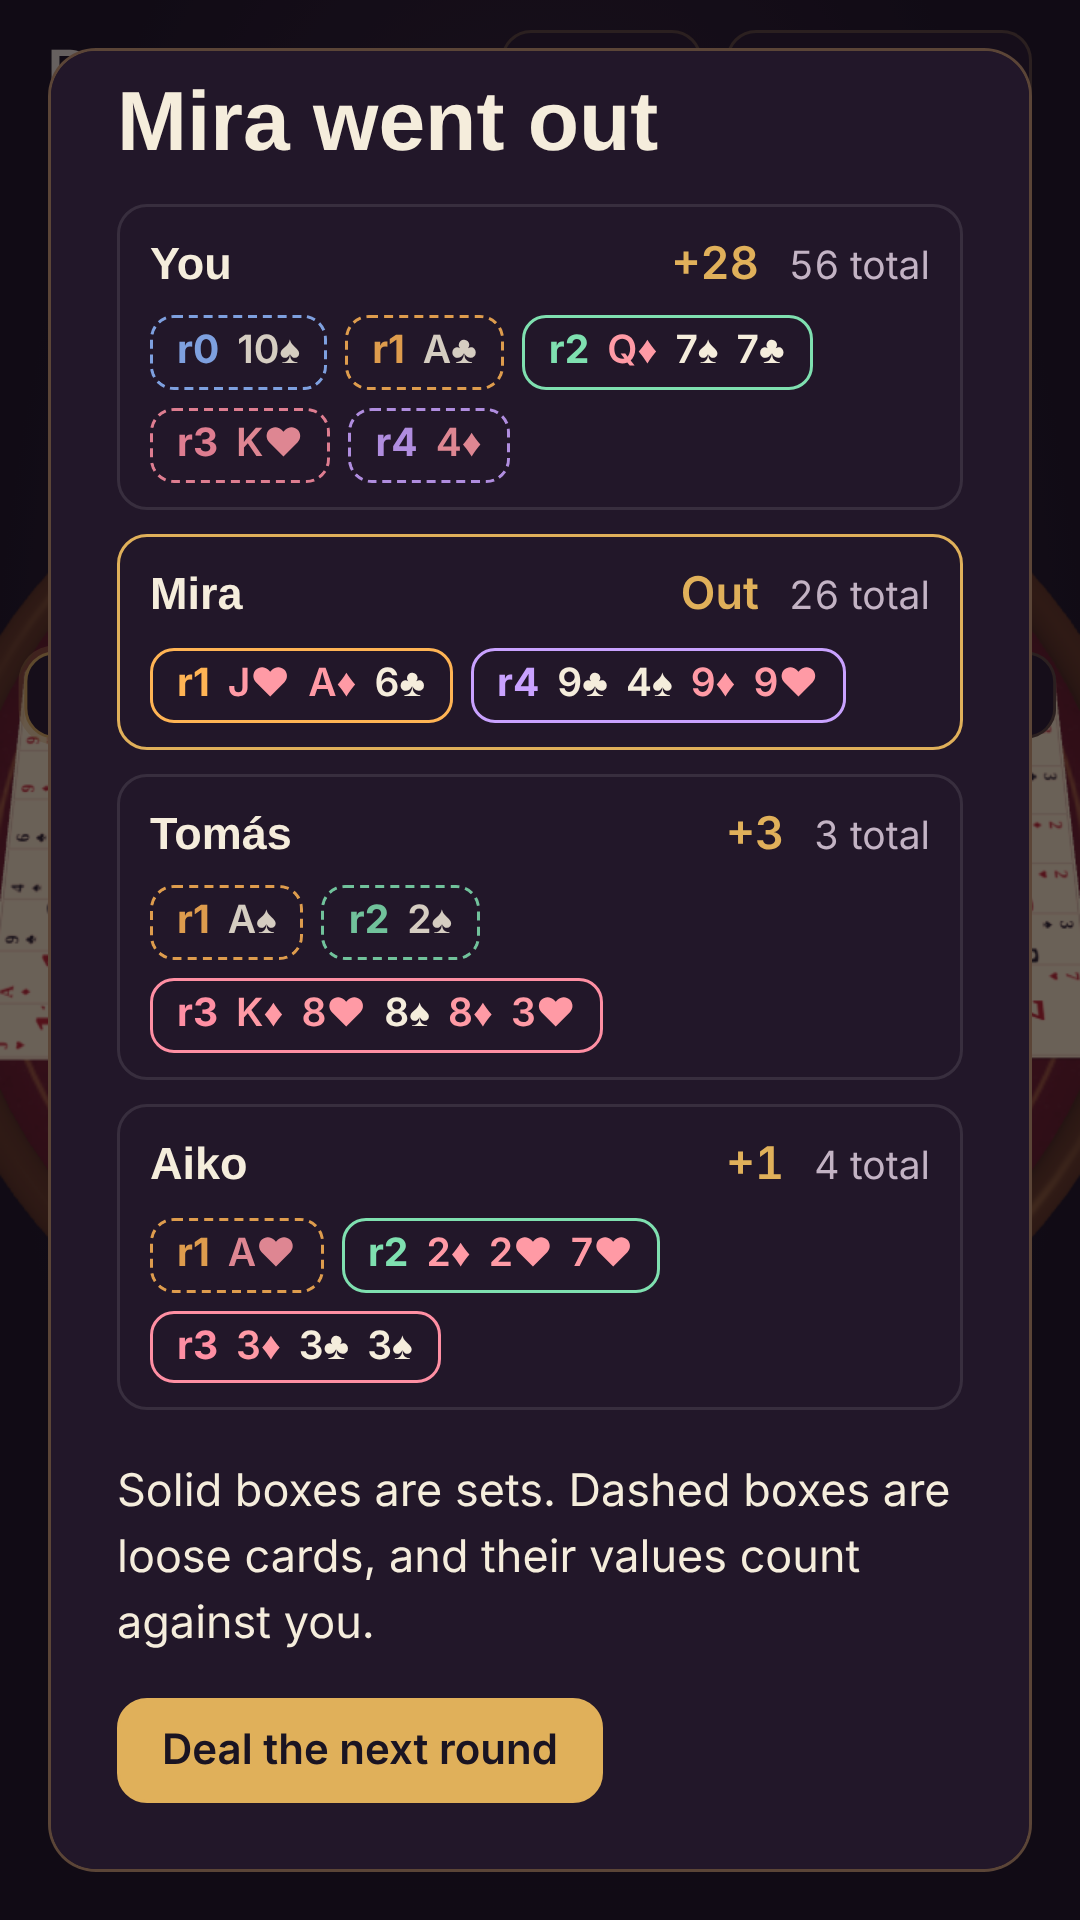 Mira went out
You +28 56 total
r0 10♠ r1 A♣ r2 Q♦ 7♠ 7♣
r3 K♥ r4 4♦
Mira Out 26 total
r1 J♥ A♦ 6♣ r4 9♣ 4♠ 9♦ 9♥
Tomás +3 3 total
r1 A♠ r2 2♠
r3 K♦ 8♥ 8♠ 8♦ 3♥
Aiko +1 4 total
r1 A♥ r2 2♦ 2♥ 7♥
r3 3♦ 3♣ 3♠
Solid boxes are sets. Dashed boxes are
loose cards, and their values count
against you.
Deal the next round